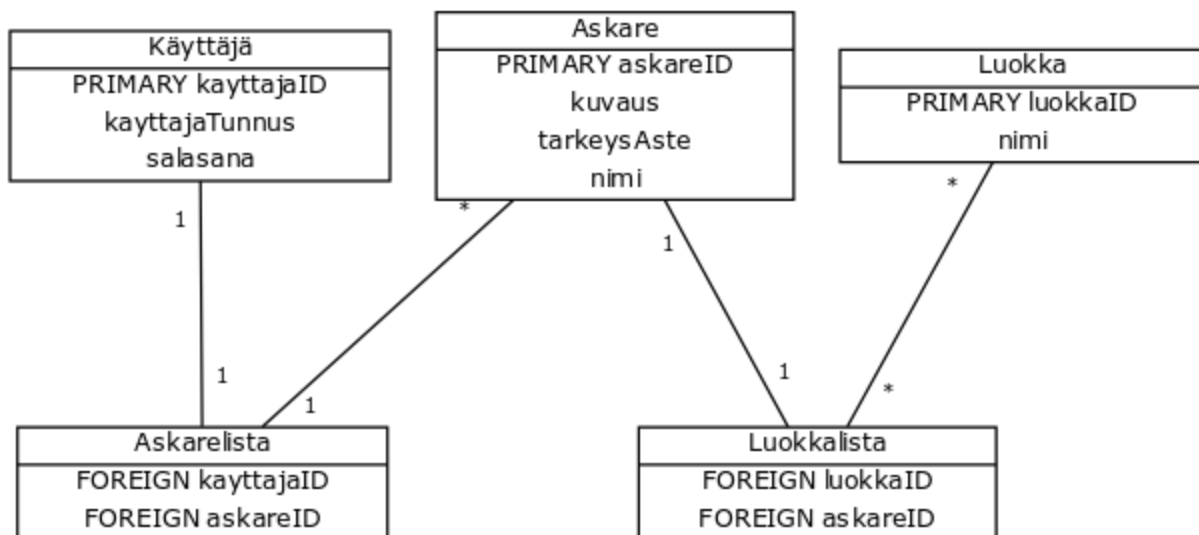 Käyttäjä
PRIMARY kayttajaID
kayttajaTunnus
salasana
Askare
PRIMARY askareID
kuvaus
tarkeysAste
nimi
Luokka
PRIMARY luokkaID
nimi
1
*
1
*
1
1
1
*
Askarelista
FOREIGN kayttajaID
FOREIGN askareID
Luokkalista
FOREIGN luokkaID
FOREIGN askareID